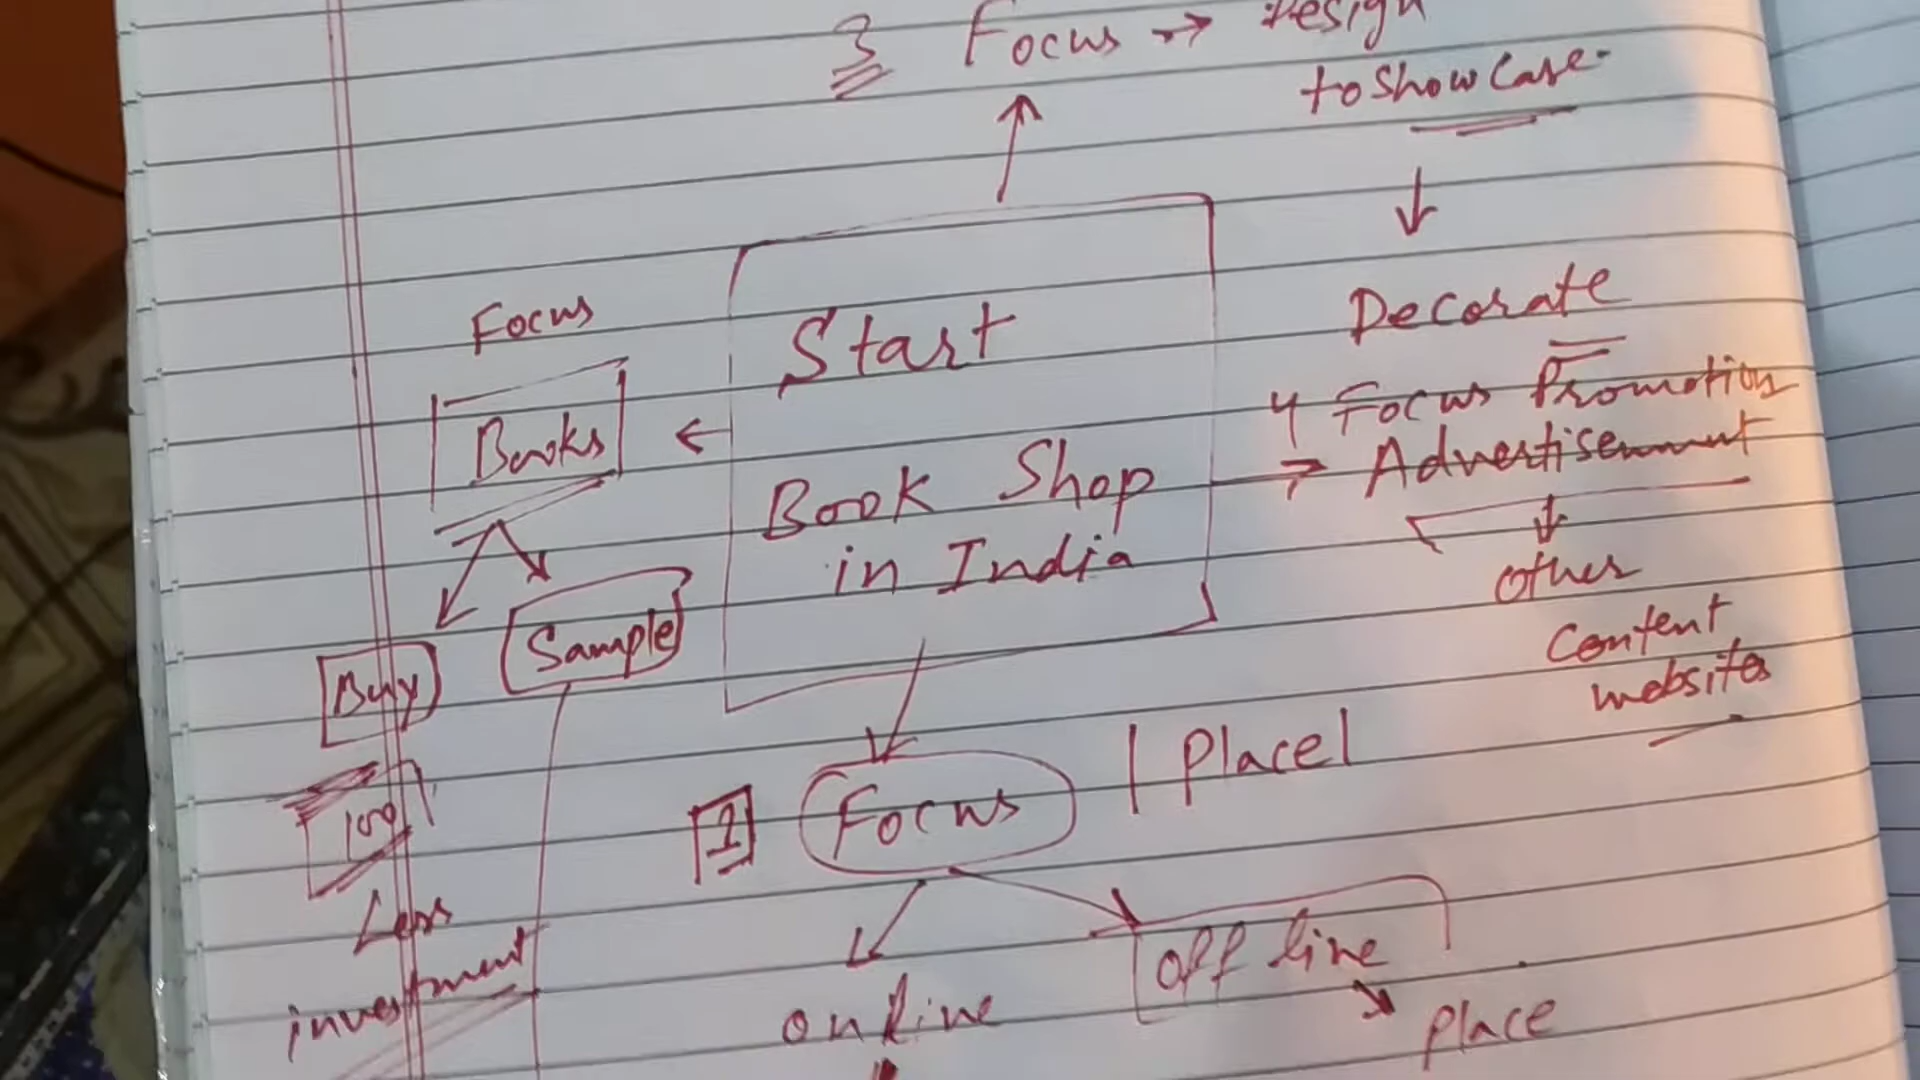 3 Focus → Design
to Show Case.
Decorate
Focus
Books
Start
Book Shop
in India
4 Focus Promotion
Advertisement
other
Content
websites
Buy
Sample
100
Less
investment
1 Focus
Place
online
off line
Place